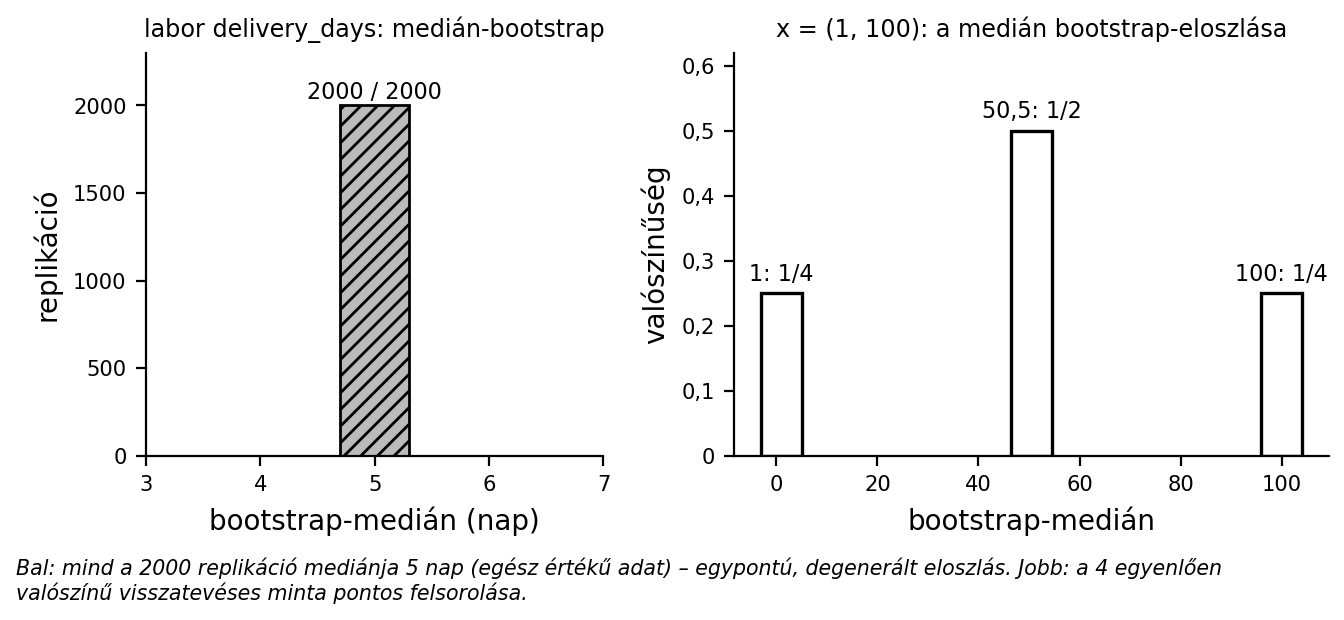 labor delivery_days: medián-bootstrap
2000 / 2000
2000
1500
1000
500
0
replikáció
3 4 5 6 7
bootstrap-medián (nap)
x = (1, 100): a medián bootstrap-eloszlása
0,6
0,5
0,4
0,3
0,2
0,1
0
valószínűség
50,5: 1/2
1: 1/4
100: 1/4
0 20 40 60 80 100
bootstrap-medián
Bal: mind a 2000 replikáció mediánja 5 nap (egész értékű adat) – egypontú, degenerált eloszlás. Jobb: a 4 egyenlően
valószínű visszatevéses minta pontos felsorolása.